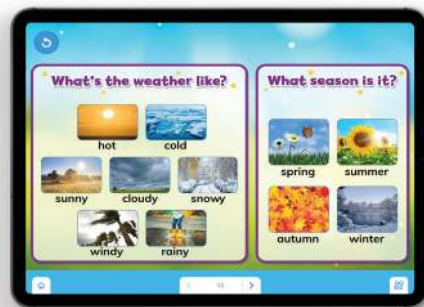 What's the weather like?
hot cold
sunny cloudy snowy
windy rainy
What season is it?
spring summer
autumn winter